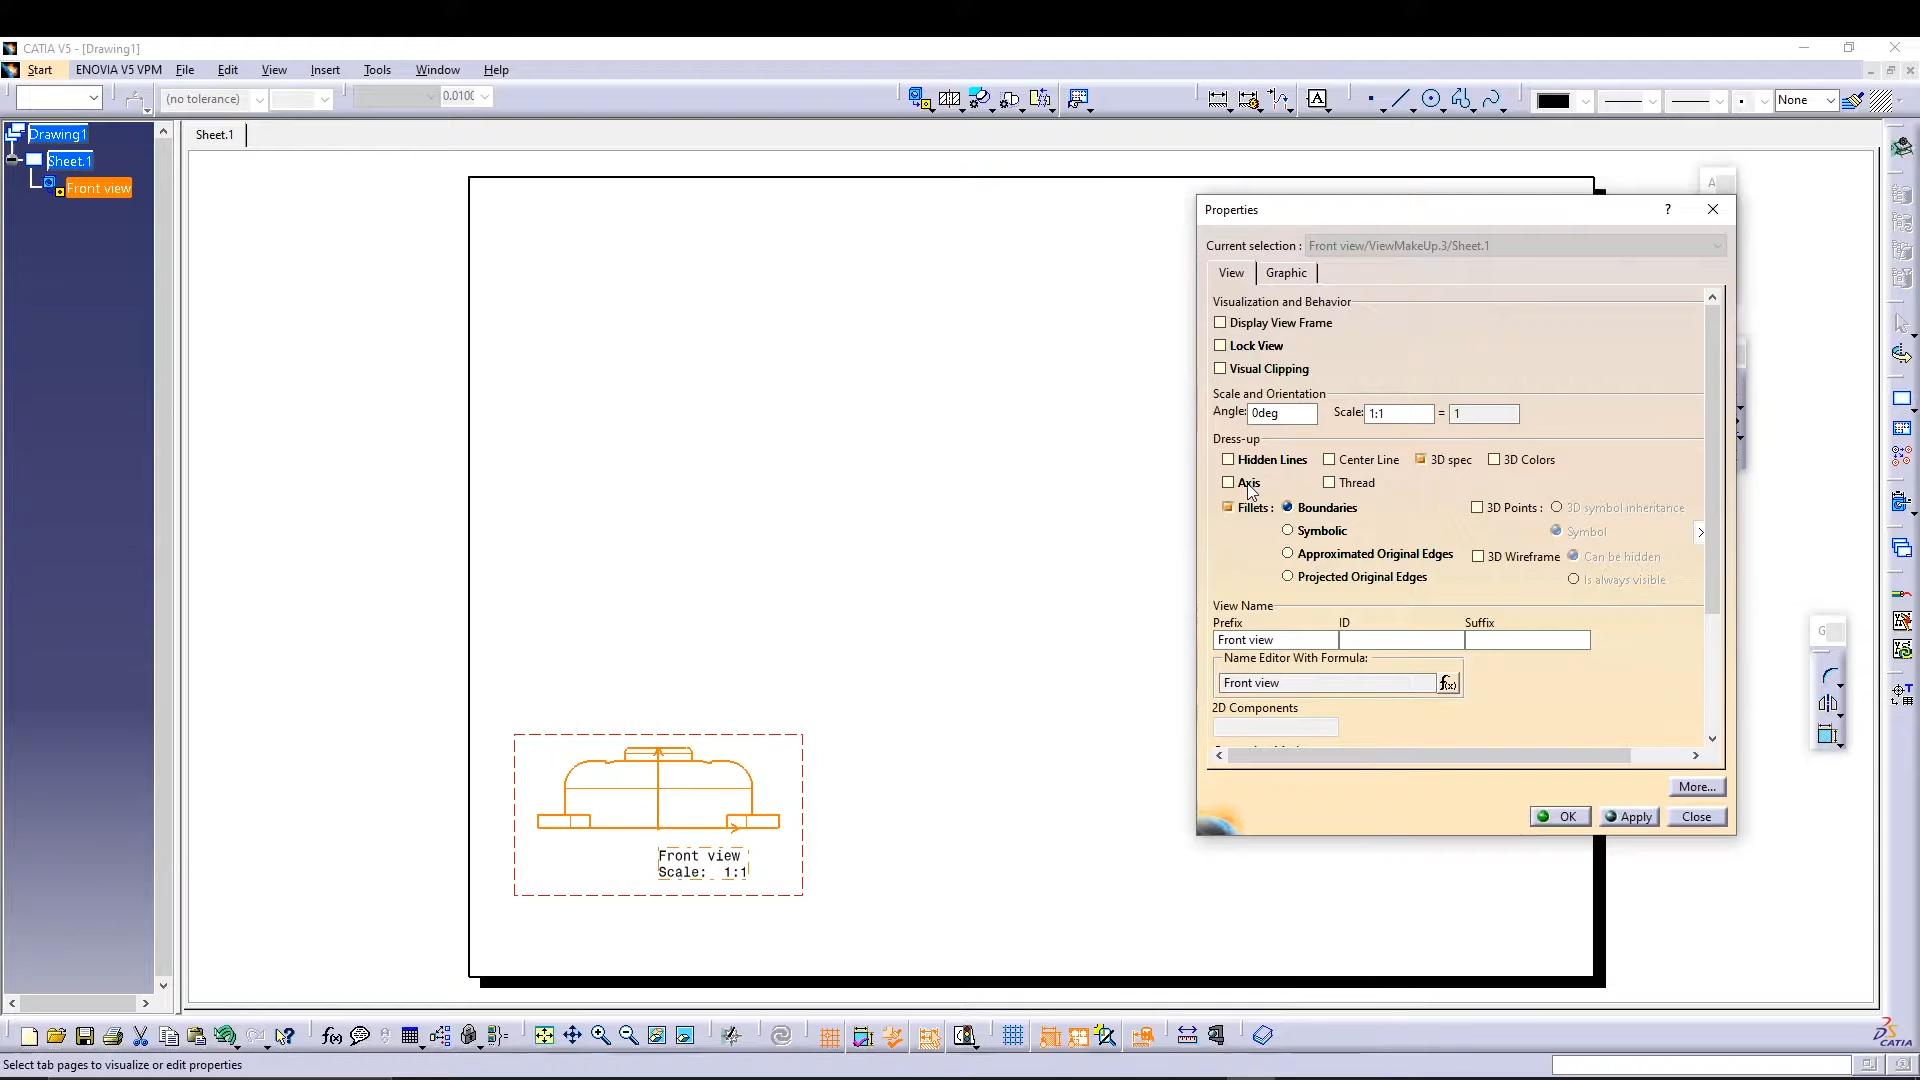 CATIA V5 - [Drawing1]
Start ENOVIA V5 VPM File Edit View Insert Tools Window Help
(no tolerance) 0.0100 None
Drawing1
Sheet.1
Front view
Sheet.1
A
Properties ?
Current selection : Front view/ViewMakeUp.3/Sheet.1
View Graphic
Visualization and Behavior
Display View Frame
Lock View
Visual Clipping
Scale and Orientation
Angle: 0deg Scale: 1:1 = 1
Dress-up
Hidden Lines Center Line 3D spec 3D Colors
Axis Thread
Fillets : Boundaries 3D Points : 3D symbol inheritance
Symbolic Symbol
Approximated Original Edges 3D Wireframe Can be hidden
Projected Original Edges Is always visible
View Name
Prefix ID Suffix
Front view
Name Editor With Formula:
Front view f(x)
2D Components
More...
OK Apply Close
G
Front view
Scale: 1:1
CATIA
Select tab pages to visualize or edit properties